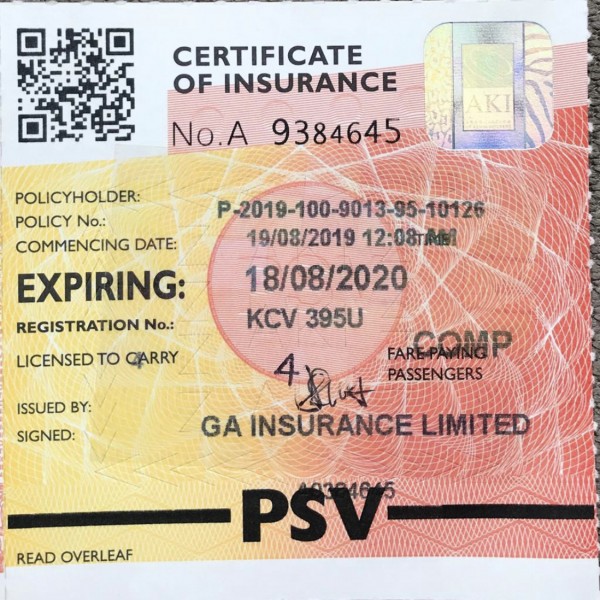 CERTIFICATE
OF INSURANCE
AKI
No.A 9384645
POLICYHOLDER:
POLICY No.: P-2019-100-9013-95-10126
COMMENCING DATE: 19/08/2019 12:08 AM TIME
EXPIRING: 18/08/2020
REGISTRATION No.: KCV 395U
COMP
LICENSED TO CARRY 4 FARE-PAYING
PASSENGERS
ISSUED BY:
SIGNED: GA INSURANCE LIMITED
A9384645
PSV
READ OVERLEAF